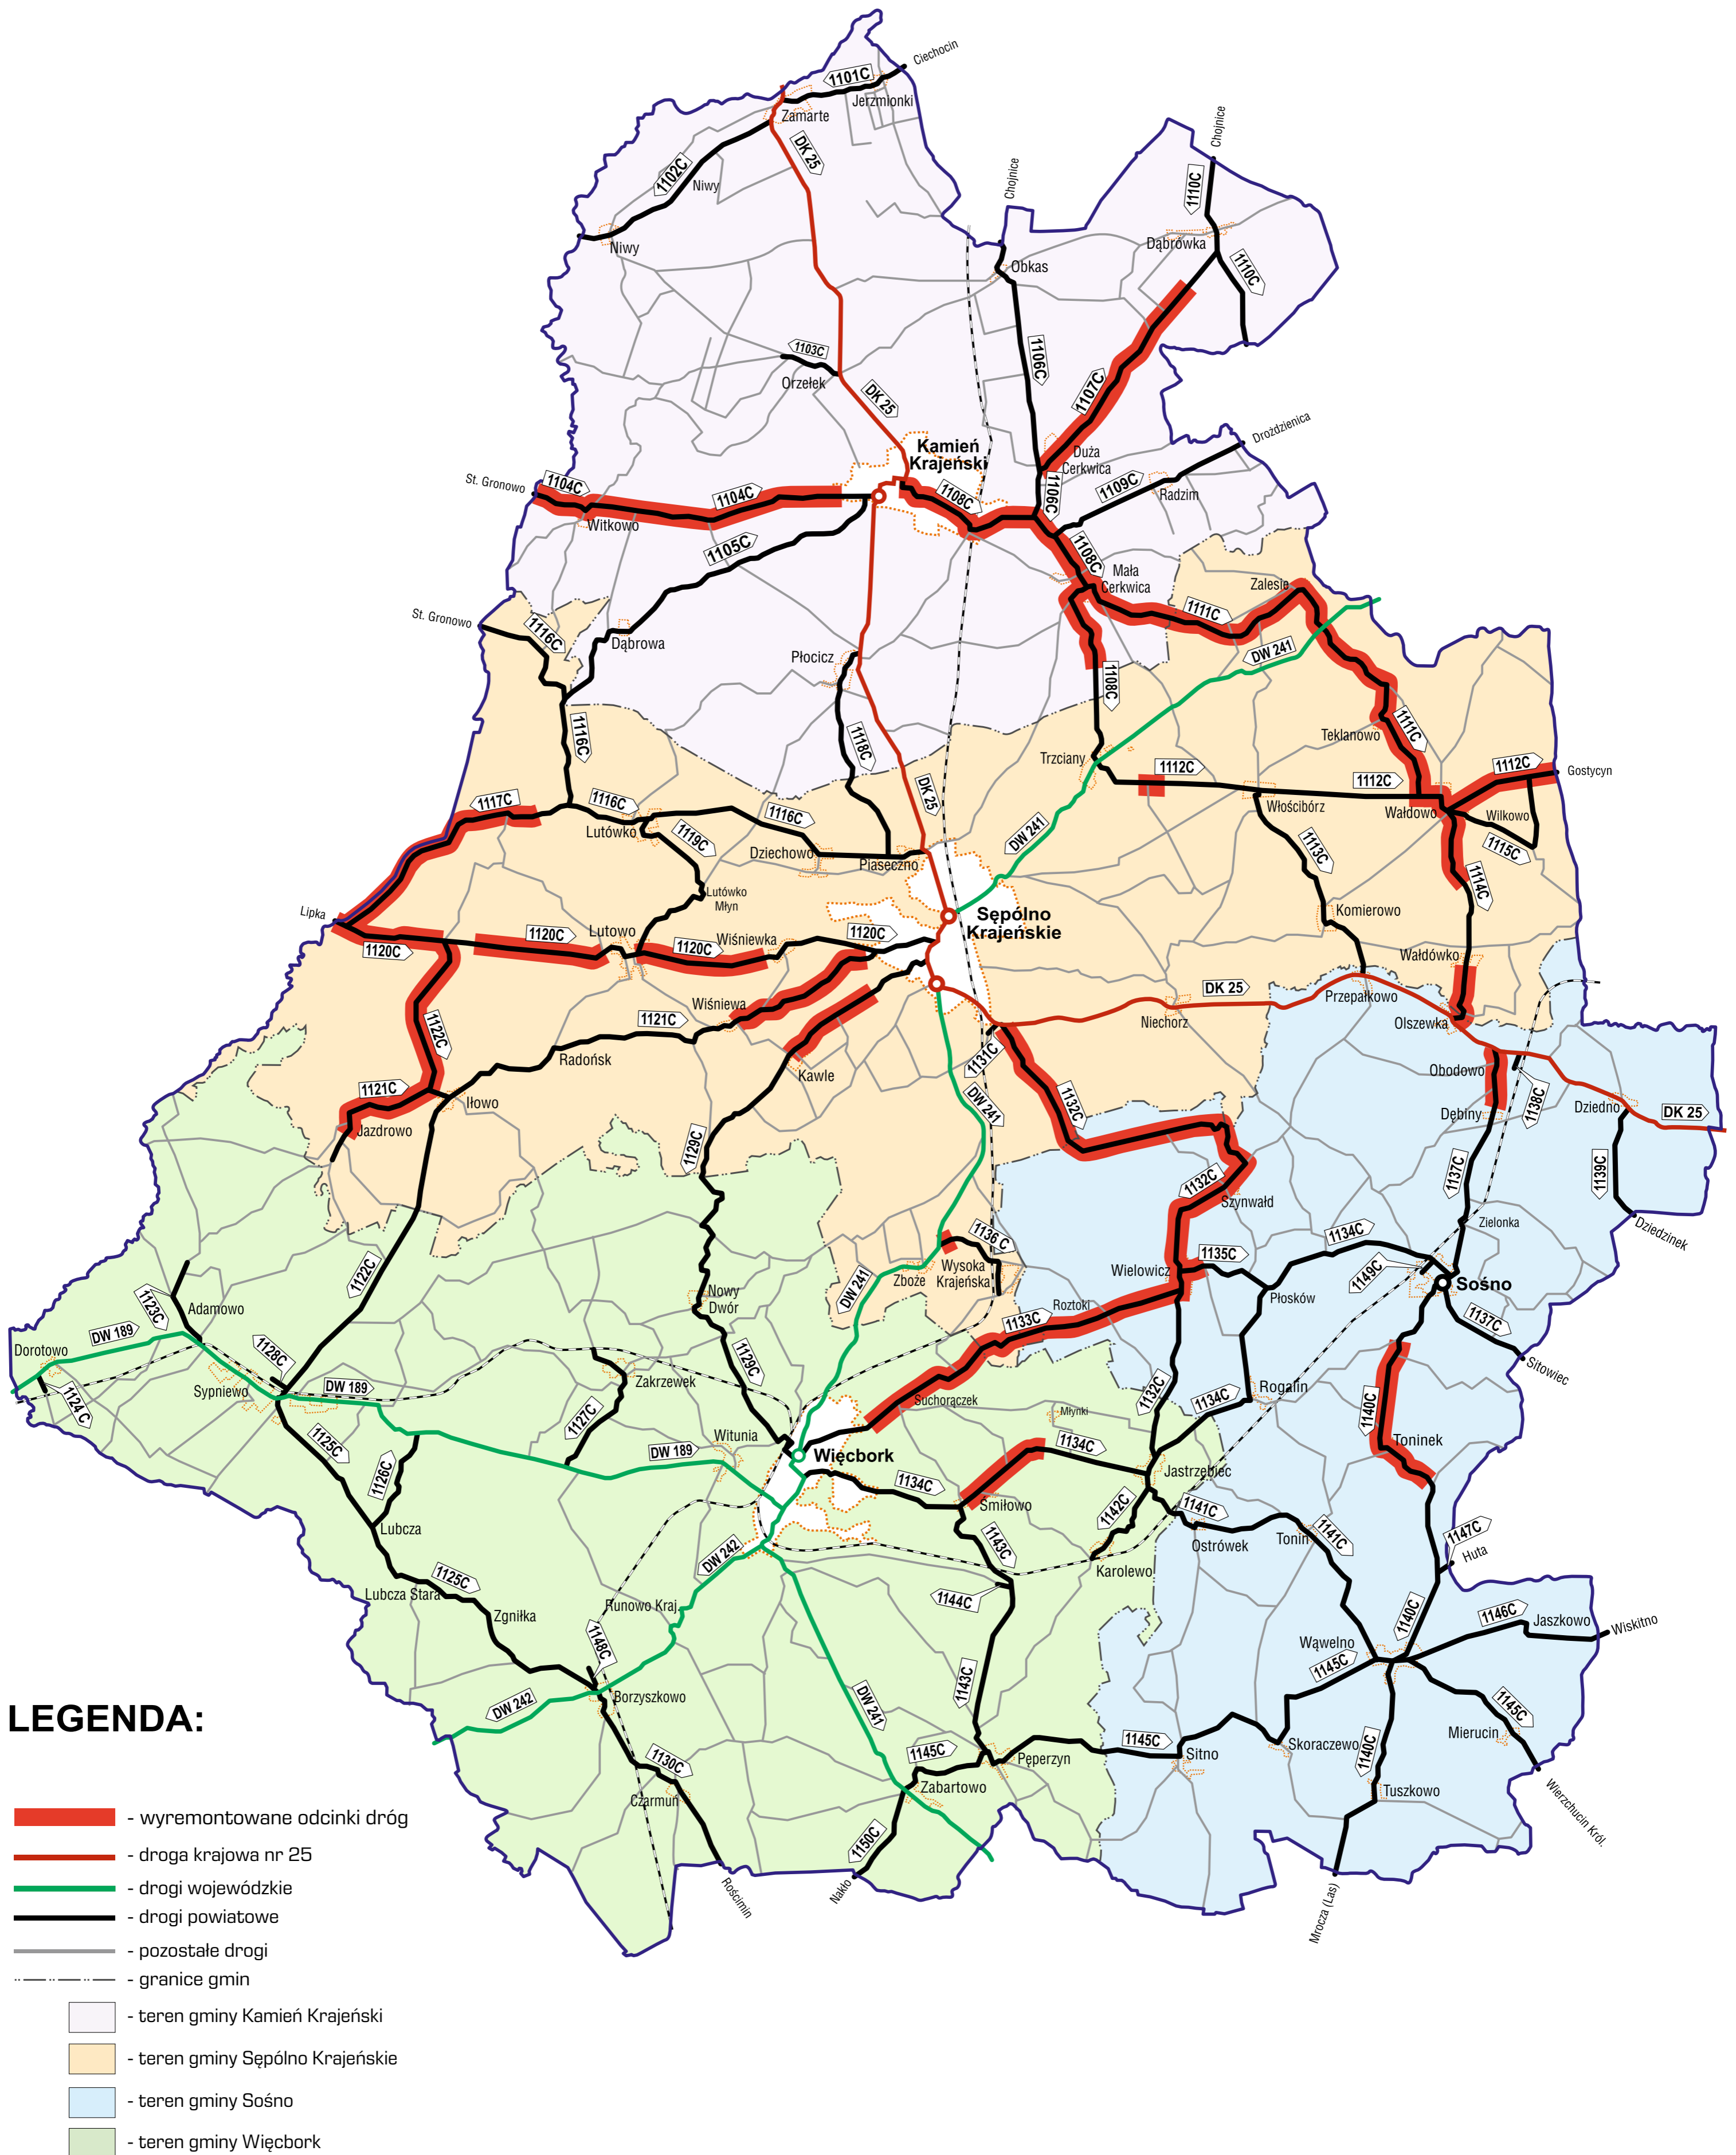 Ciechocin
1101C
Jerzmionki
Zamarte
DK 25
Chojnice
1102C
Niwy
Chojnice
1110C
Niwy
Dąbrówka
Obkas
1110C
1103C
Orzełek
1106C
1107C
DK 25
Drożdzienica
Kamień
Krajeński
Duża
Cerkwica
St. Gronowo
1104C
1104C
1108C
1106C
1109C
Radzim
Witkowo
1105C
1108C
Mała
Cerkwica
Zalesie
St. Gronowo
1116C
1111C
Dąbrowa
Płocicz
DW 241
1108C
1116C
1118C
Teklanowo
1111C
Trzciany
1112C
1112C
1112C
Gostycyn
DK 25
1117C
1116C
Włościbórz
Wałdowo
Wilkowo
Lutówko
1116C
1119C
DW 241
1113C
1115C
Dziechowo
Piaseczno
1114C
Lutówko
Młyn
Lipka
Sępólno
Krajeńskie
Komierowo
1120C
1120C
Lutowo
1120C
Wiśniewka
1120C
Wałdówko
DK 25
Przepałkowo
Wiśniewa
1121C
Niechorz
Olszewka
1122C
Radońsk
1131C
Kawle
Obodowo
1138C
1121C
Iłowo
DW 241
1132C
Dębiny
Dziedno
DK 25
Jazdrowo
1129C
1137C
1139C
1132C
Szynwałd
Zielonka
Dziedzinek
1136 C
1134C
1122C
Wysoka
Krajeńska
Zboże
Wielowicz
1135C
1149C
Sośno
1123C
Adamowo
Nowy
Dwór
DW 241
Roztoki
Płosków
1133C
1137C
Dorotowo
DW 189
1128C
1129C
Sitowiec
1124 C
Sypniewo
DW 189
Zakrzewek
Suchorączek
1132C
1134C
Rogalin
1127C
Młynki
1140C
1125C
1126C
Witunia
DW 189
Więcbork
1134C
Toninek
1134C
Jastrzębiec
Śmiłowo
1142C
1141C
Lubcza
1143C
Ostrówek
Tonin
1141C
1147C
Huta
DW 242
Karolewo
1125C
Lubcza Stara
1144C
Zgniłka
Runowo Kraj.
1140C
1146C
Jaszkowo
Wiskitno
1148C
Wąwelno
1145C
1143C
DW 242
Borzyszkowo
DW 241
1145C
Mierucin
1130C
1145C
Pęperzyn
1145C
Sitno
Skoraczewo
1140C
Czarmuń
Zabartowo
Tuszkowo
Wierzchucin Król.
1150C
Rościmin
Nakło
Mrocza (Las)
LEGENDA:
- wyremontowane odcinki dróg
- droga krajowa nr 25
- drogi wojewódzkie
- drogi powiatowe
- pozostałe drogi
- granice gmin
- teren gminy Kamień Krajeński
- teren gminy Sępólno Krajeńskie
- teren gminy Sośno
- teren gminy Więcbork